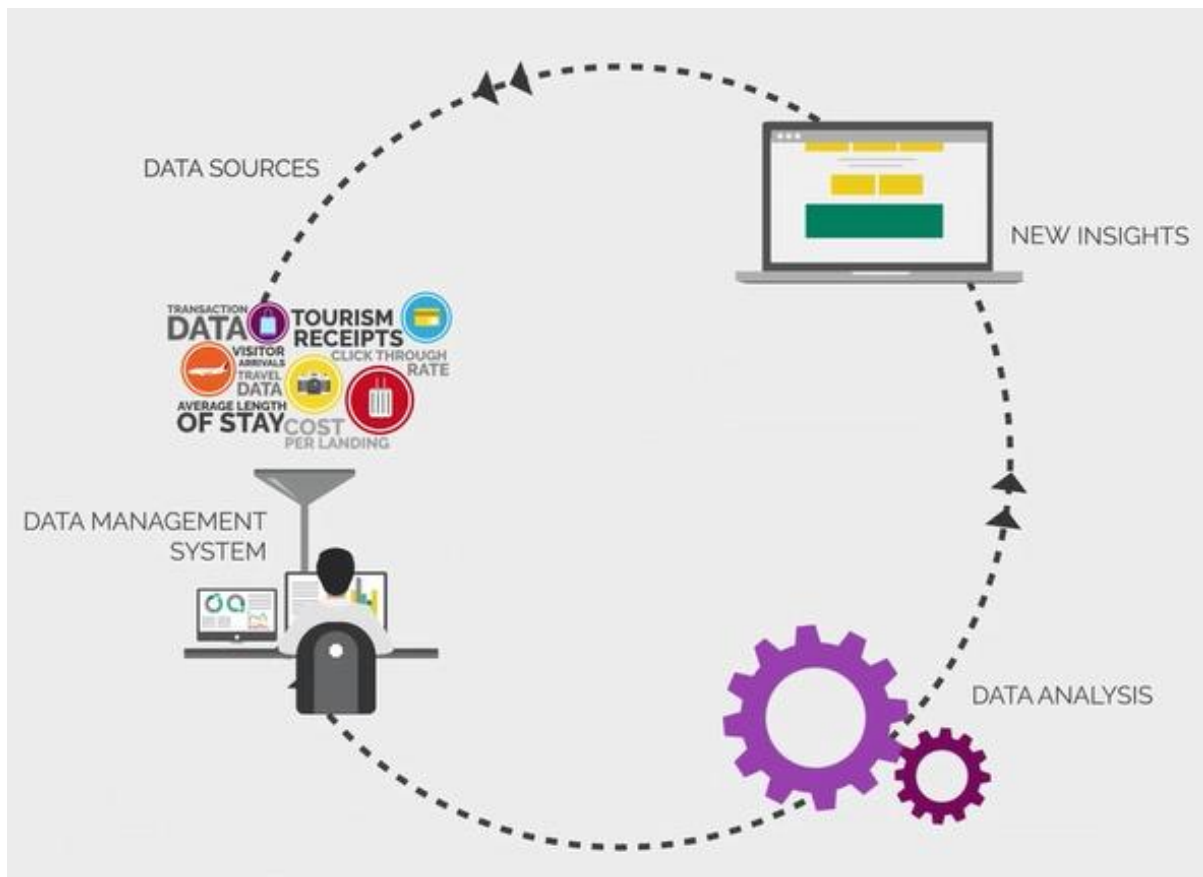 DATA SOURCES
NEW INSIGHTS
TRANSACTION
DATA
TOURISM
RECEIPTS
VISITOR
ARRIVALS
CLICK THROUGH
RATE
TRAVEL
DATA
AVERAGE LENGTH
OF STAY
COST
PER LANDING
DATA MANAGEMENT
SYSTEM
DATA ANALYSIS